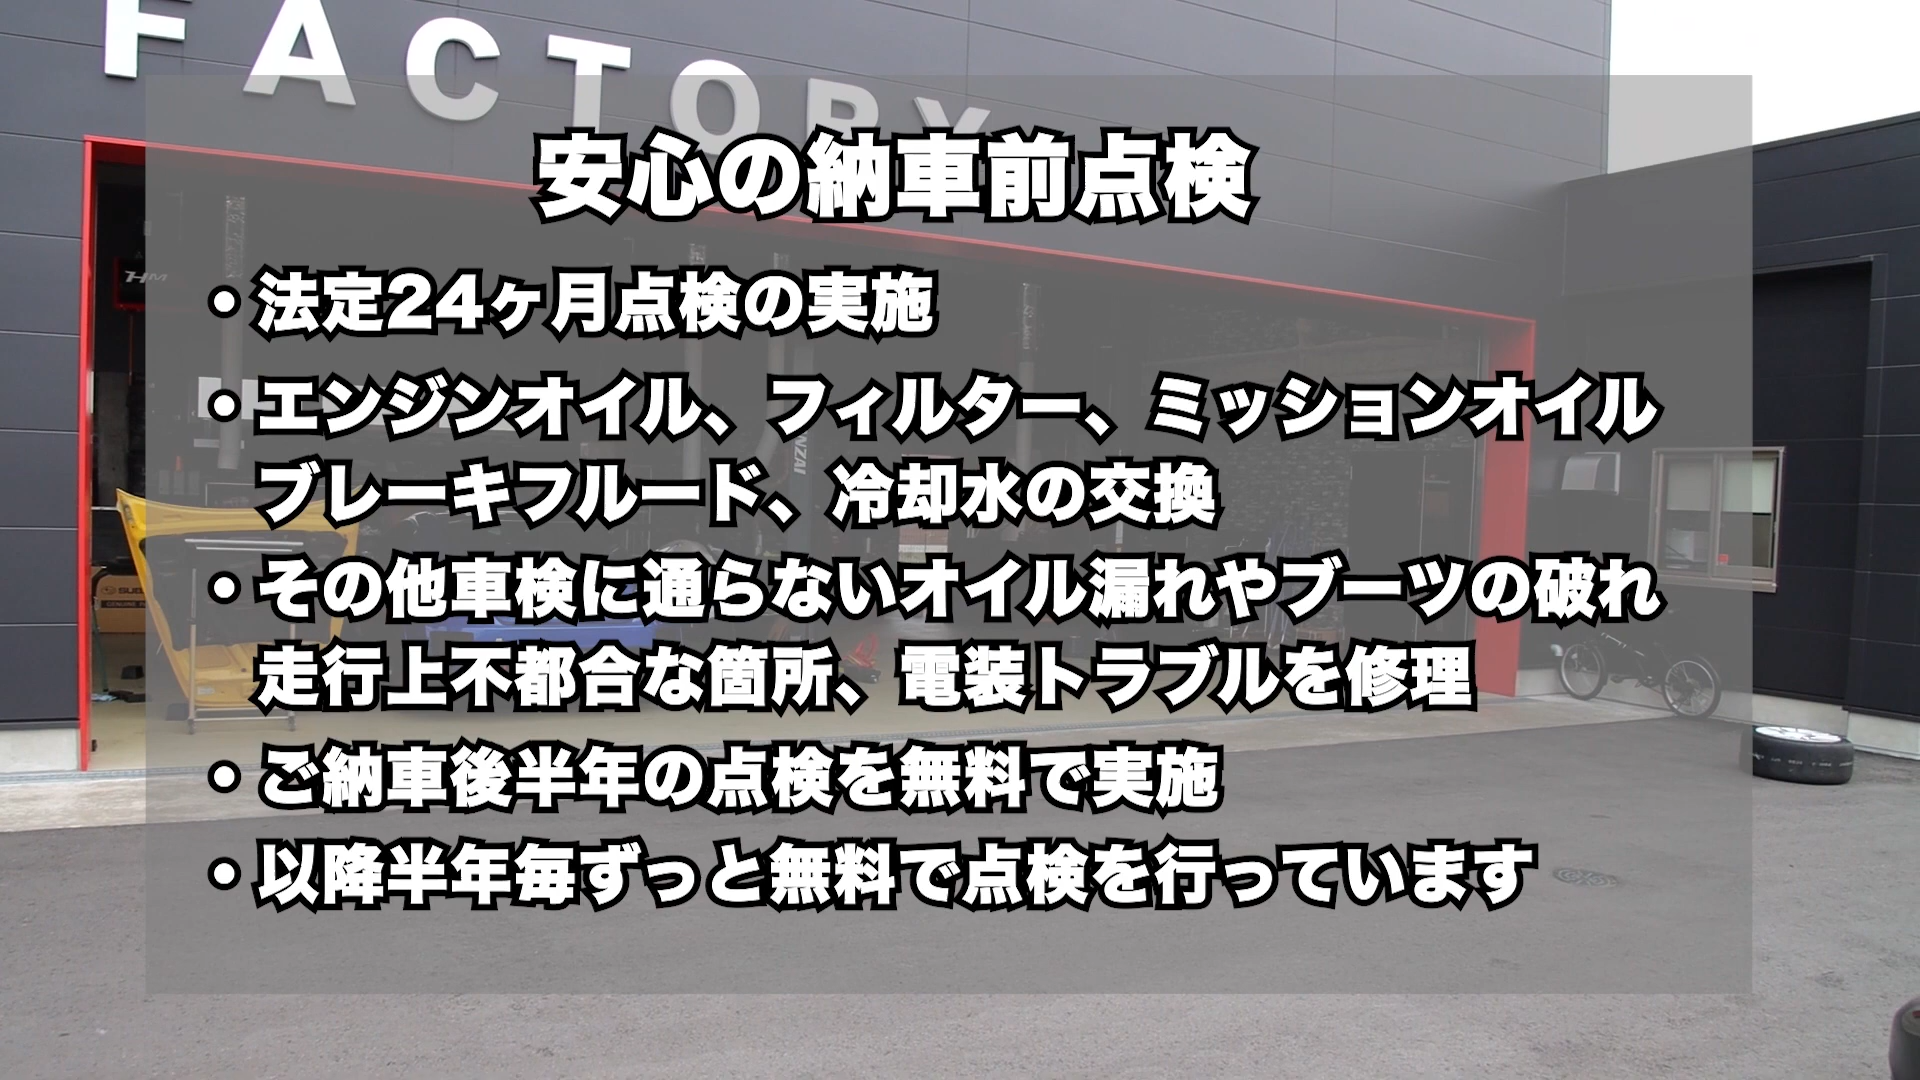 FACTORY
安心の納車前点検
・法定24ヶ月点検の実施
・エンジンオイル、フィルター、ミッションオイル
ブレーキフルード、冷却水の交換
・その他車検に通らないオイル漏れやブーツの破れ
走行上不都合な箇所、電装トラブルを修理
・ご納車後半年の点検を無料で実施
・以降半年毎ずっと無料で点検を行っています